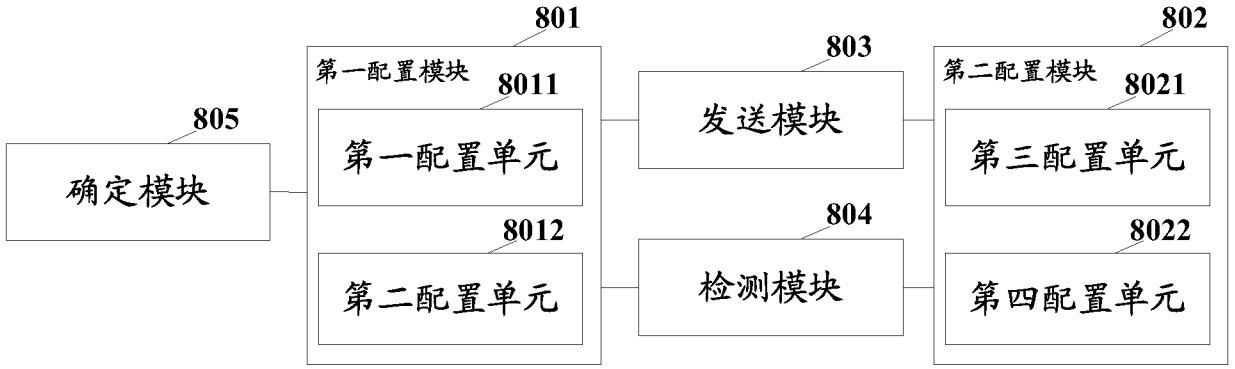 801
第一配置模块
8011
第一配置单元
8012
第二配置单元
802
第二配置模块
8021
第三配置单元
8022
第四配置单元
803
发送模块
804
检测模块
805
确定模块